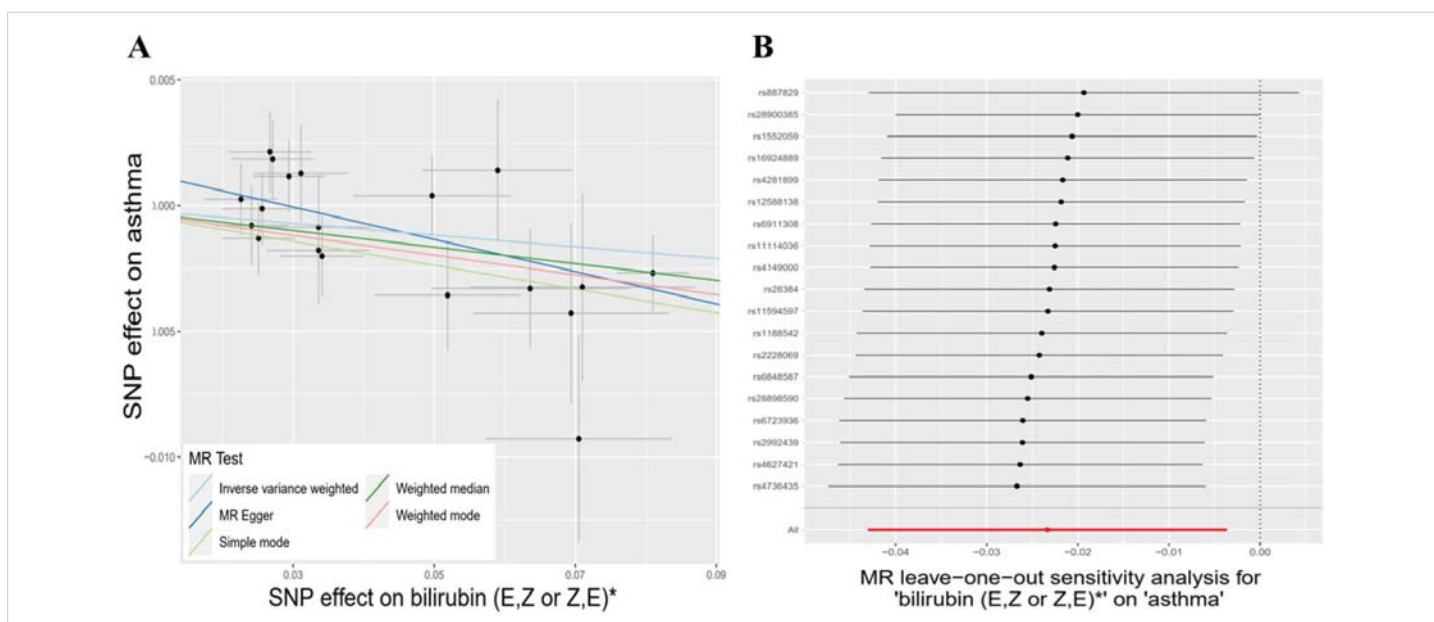 A
B
0.005
1.000
1.005
−0.010
SNP effect on asthma
MR Test
Inverse variance weighted
MR Egger
Simple mode
Weighted median
Weighted mode
0.03
0.05
0.07
0.09
SNP effect on bilirubin (E,Z or Z,E)*
rs887829
rs28900385
rs1552059
rs16924889
rs4281899
rs12588138
rs6911308
rs11114036
rs4149000
rs28384
rs11594597
rs1188542
rs2228069
rs6848587
rs28898590
rs6723936
rs2992439
rs4627421
rs4736435
All
−0.04
−0.03
−0.02
−0.01
0.00
MR leave−one−out sensitivity analysis for
'bilirubin (E,Z or Z,E)*' on 'asthma'